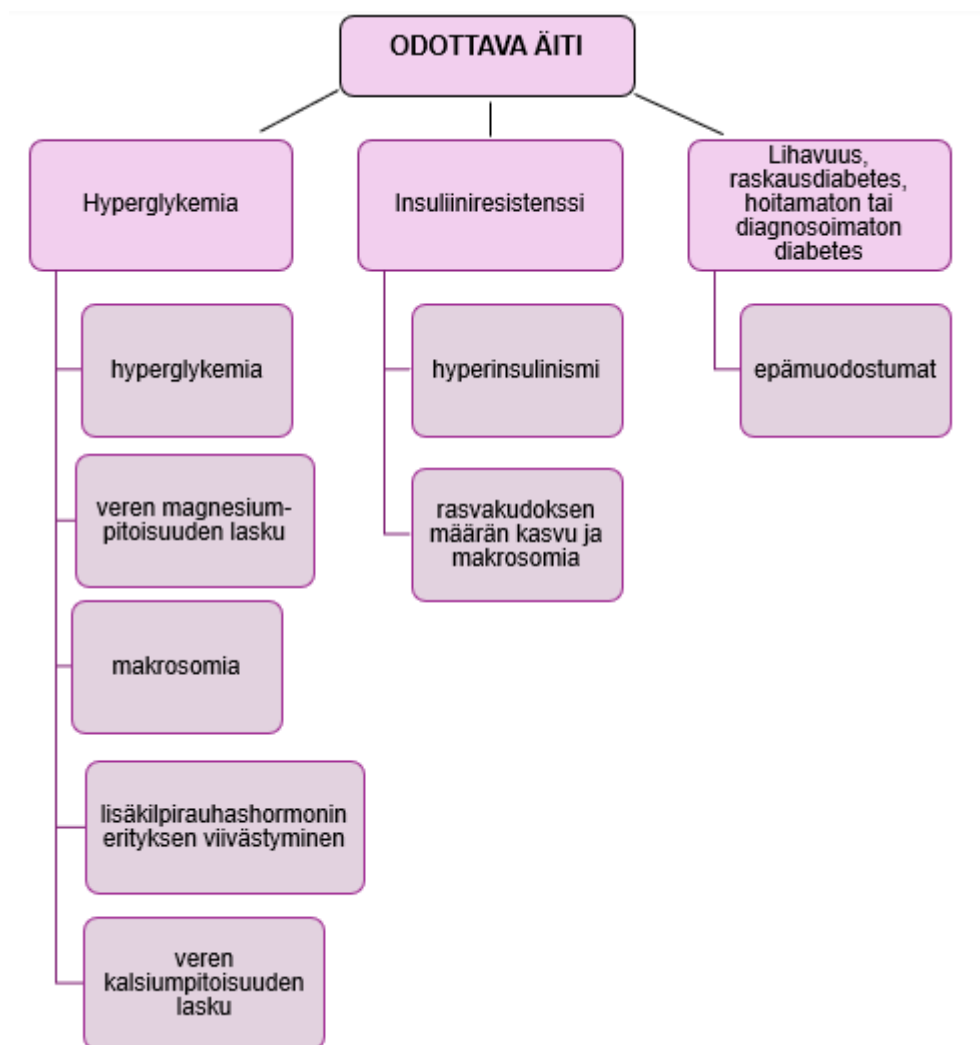 ODOTTAVA ÄITI
Hyperglykemia
Insuliiniresistenssi
Lihavuus,
raskausdiabetes,
hoitamaton tai
diagnosoimaton
diabetes
hyperglykemia
veren magnesium-
pitoisuuden lasku
makrosomia
lisäkilpirauhashormonin
erityksen viivästyminen
veren
kalsiumpitoisuuden
lasku
hyperinsulinismi
rasvakudoksen
määrän kasvu ja
makrosomia
epämuodostumat